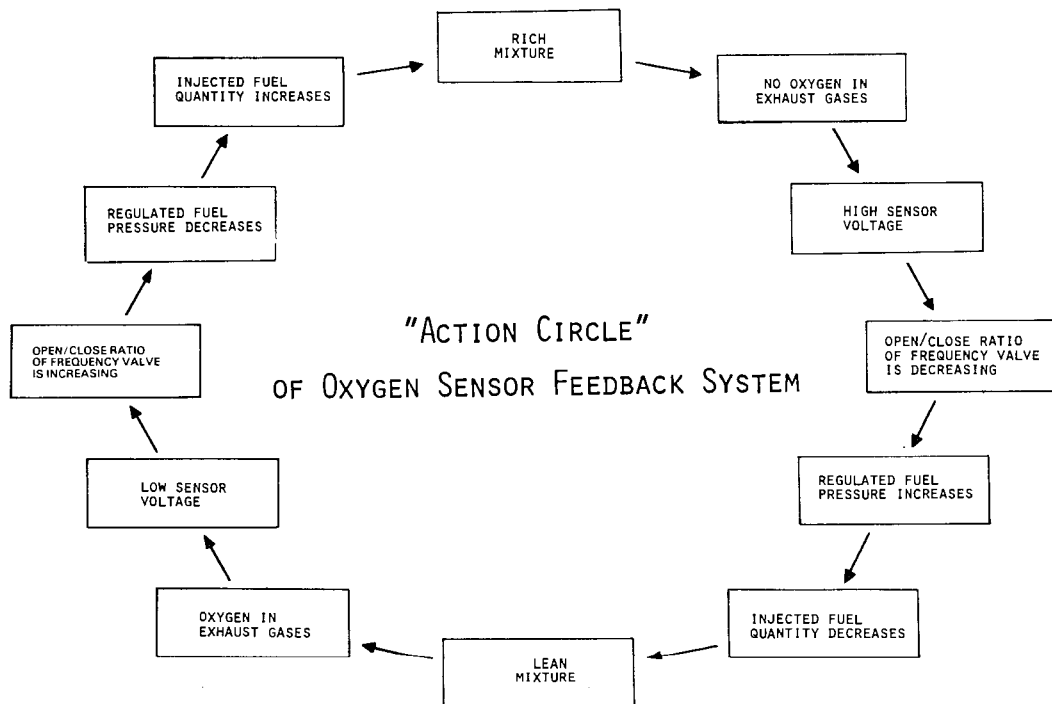 RICH
MIXTURE
NO OXYGEN IN
EXHAUST GASES
HIGH SENSOR
VOLTAGE
OPEN/CLOSE RATIO
OF FREQUENCY VALVE
IS DECREASING
REGULATED FUEL
PRESSURE INCREASES
INJECTED FUEL
QUANTITY DECREASES
LEAN
MIXTURE
OXYGEN IN
EXHAUST GASES
LOW SENSOR
VOLTAGE
OPEN/CLOSE RATIO
OF FREQUENCY VALVE
IS INCREASING
REGULATED FUEL
PRESSURE DECREASES
INJECTED FUEL
QUANTITY INCREASES
"ACTION CIRCLE"
OF OXYGEN SENSOR FEEDBACK SYSTEM